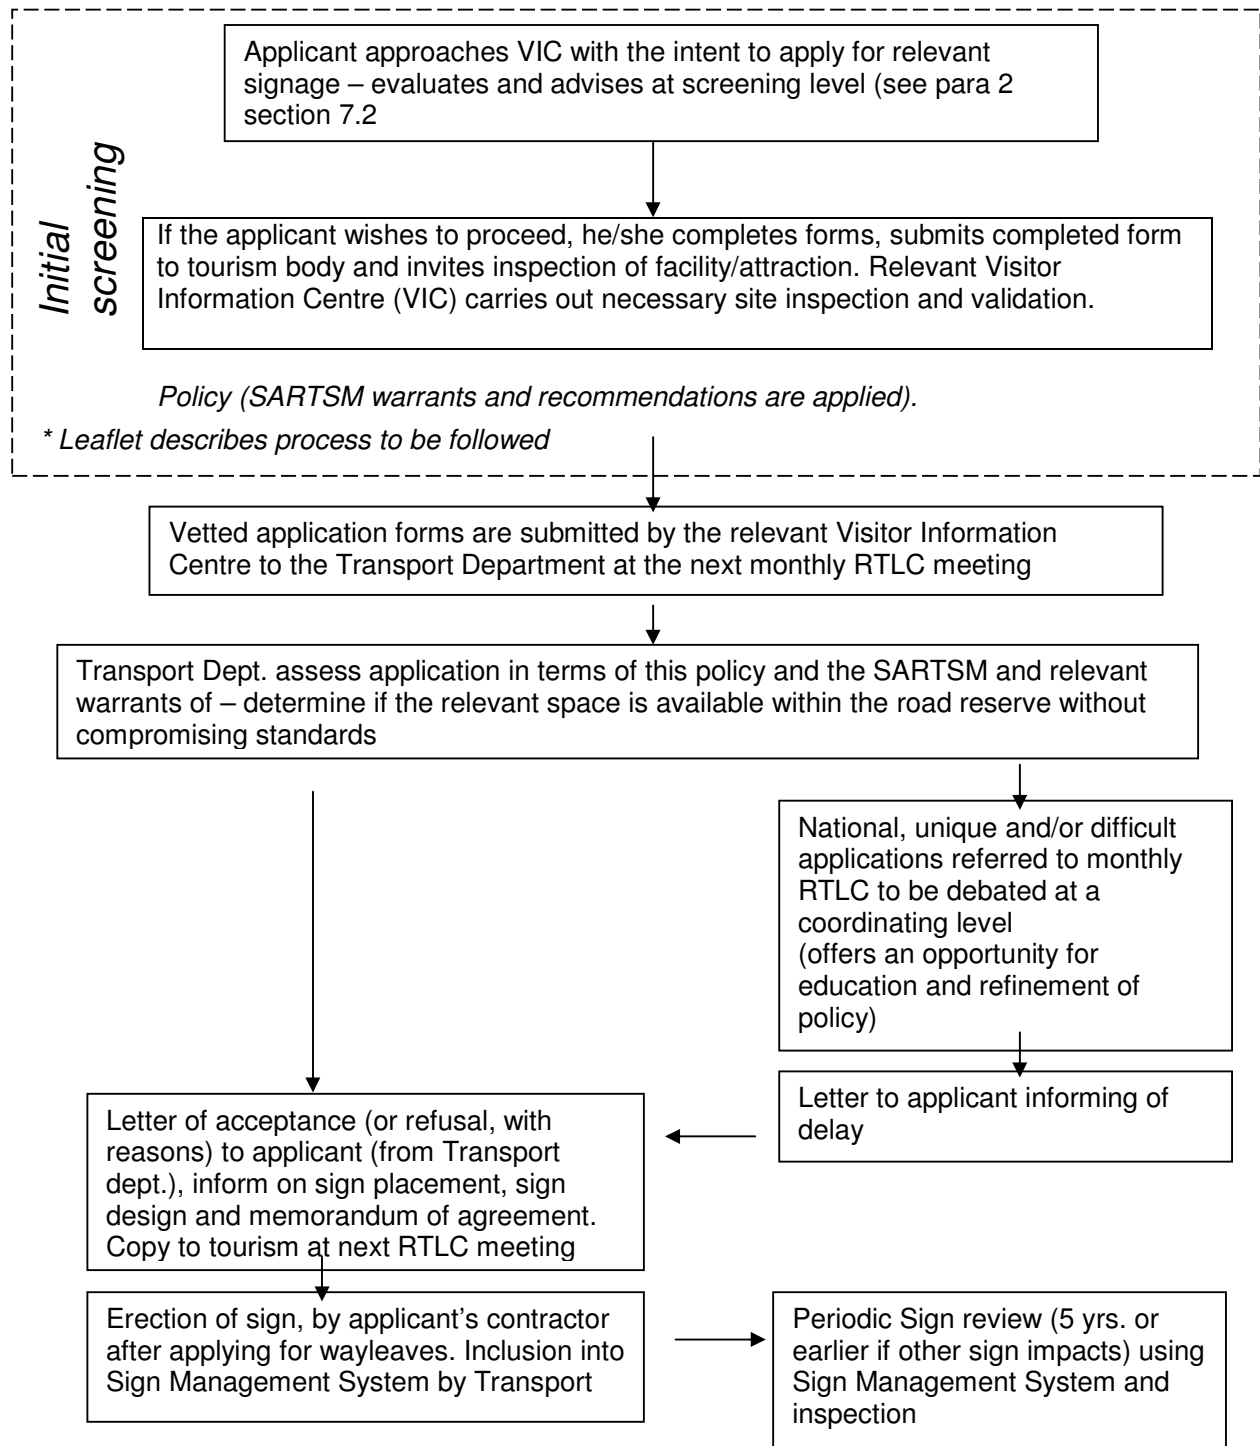 Applicant approaches VIC with the intent to apply for relevant
signage – evaluates and advises at screening level (see para 2
section 7.2
Initial
screening
If the applicant wishes to proceed, he/she completes forms, submits completed form
to tourism body and invites inspection of facility/attraction. Relevant Visitor
Information Centre (VIC) carries out necessary site inspection and validation.
Policy (SARTSM warrants and recommendations are applied).
* Leaflet describes process to be followed
Vetted application forms are submitted by the relevant Visitor Information
Centre to the Transport Department at the next monthly RTLC meeting
Transport Dept. assess application in terms of this policy and the SARTSM and relevant
warrants of – determine if the relevant space is available within the road reserve without
compromising standards
National, unique and/or difficult
applications referred to monthly
RTLC to be debated at a
coordinating level
(offers an opportunity for
education and refinement of
policy)
Letter to applicant informing of
delay
Letter of acceptance (or refusal, with
reasons) to applicant (from Transport
dept.), inform on sign placement, sign
design and memorandum of agreement.
Copy to tourism at next RTLC meeting
Erection of sign, by applicant's contractor
after applying for wayleaves. Inclusion into
Sign Management System by Transport
Periodic Sign review (5 yrs. or
earlier if other sign impacts) using
Sign Management System and
inspection